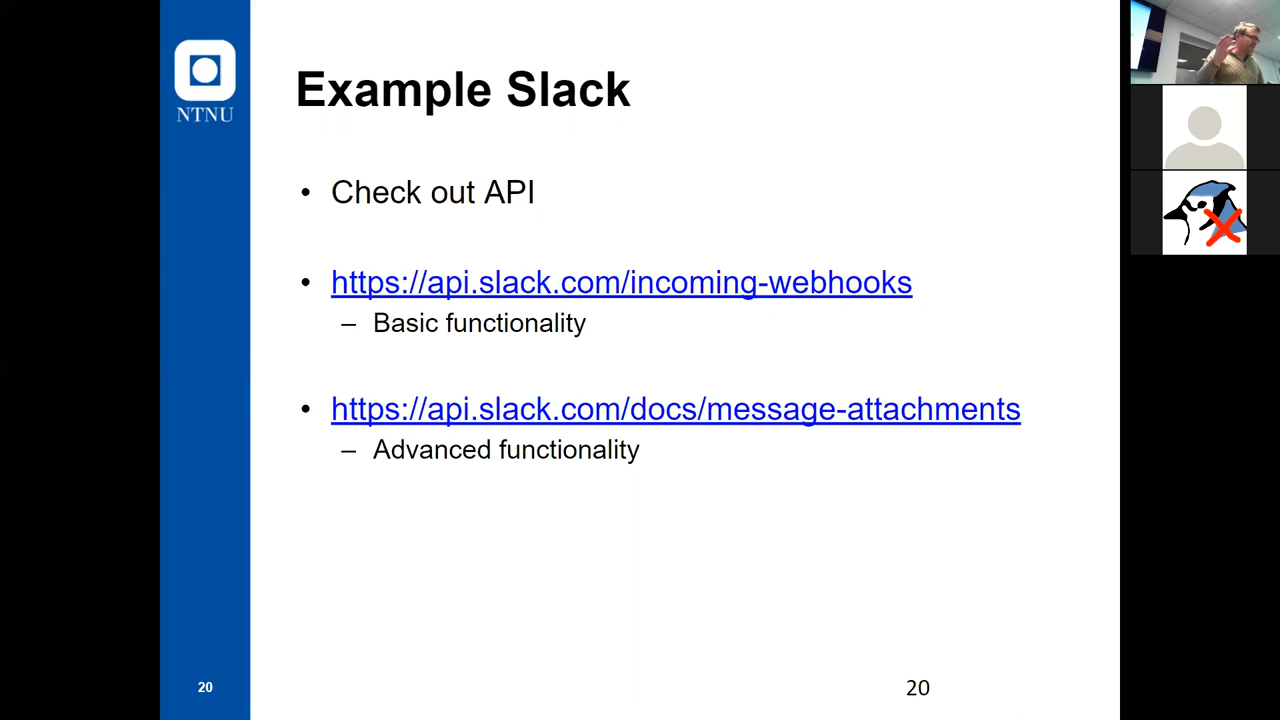 NTNU
Example Slack
• Check out API
• https://api.slack.com/incoming-webhooks
– Basic functionality
• https://api.slack.com/docs/message-attachments
– Advanced functionality
20
20